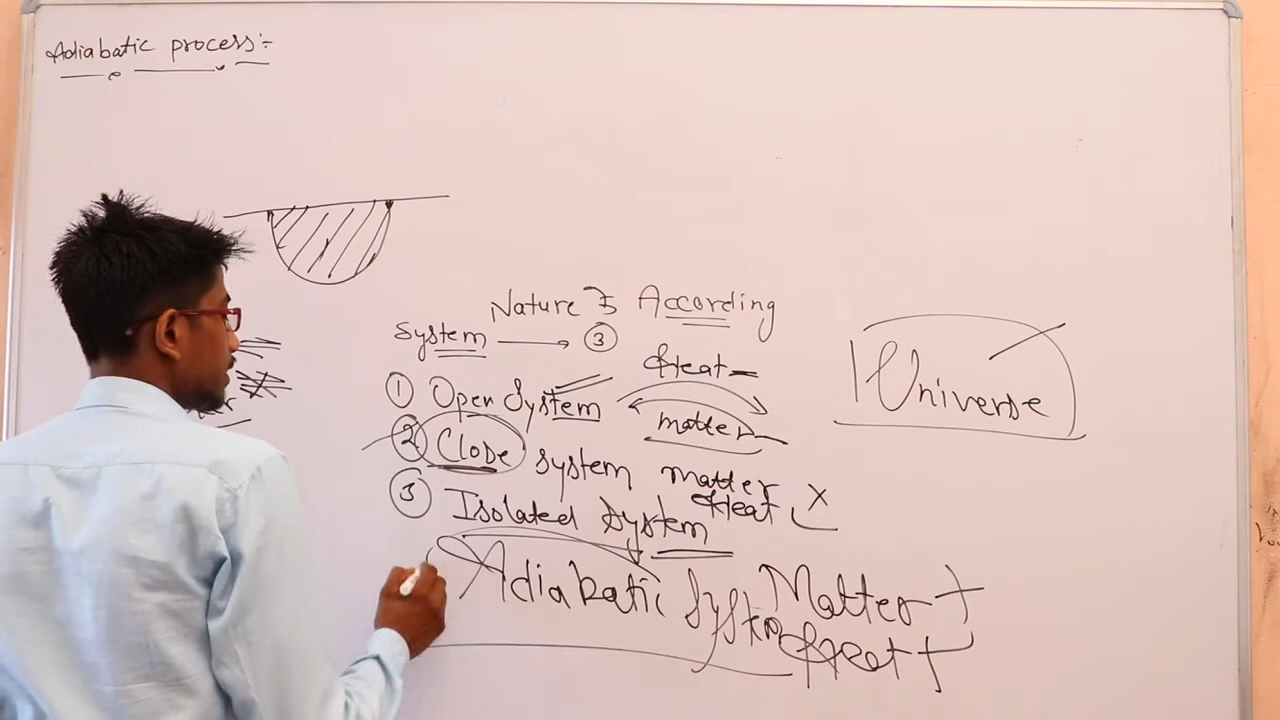 Adiabatic process:-
Nature के According
System → ③
① Open System
Heat
matter
② Close system matter ×
Heat
③ Isolated System
Adiabatic System
Matter
Heat
Universe